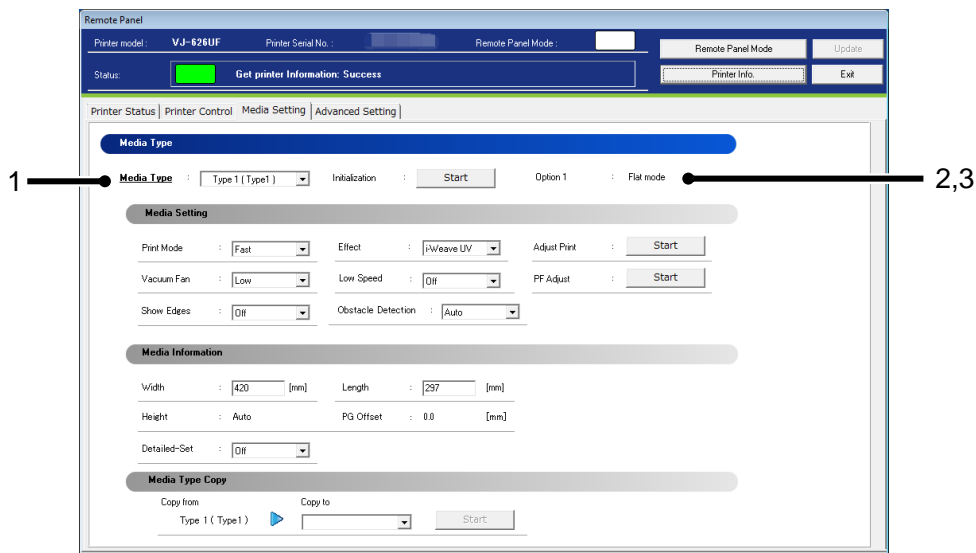 Remote Panel
Printer model : VJ-626UF Printer Serial No. : Remote Panel Mode : Remote Panel Mode Update
Status: Get printer Information: Success Printer Info. Exit
Printer Status Printer Control Media Setting Advanced Setting
Media Type
1 Media Type : Type 1 ( Type1 ) Initialization : Start Option 1 : Flat mode 2,3
Media Setting
Print Mode : Fast Effect : i-Weave UV Adjust Print : Start
Vacuum Fan : Low Low Speed : Off PF Adjust : Start
Show Edges : Off Obstacle Detection : Auto
Media Information
Width : 420 [mm] Length : 297 [mm]
Height : Auto PG Offset : 0.0 [mm]
Detailed-Set : Off
Media Type Copy
Copy from Copy to
Type 1 ( Type1 ) Start